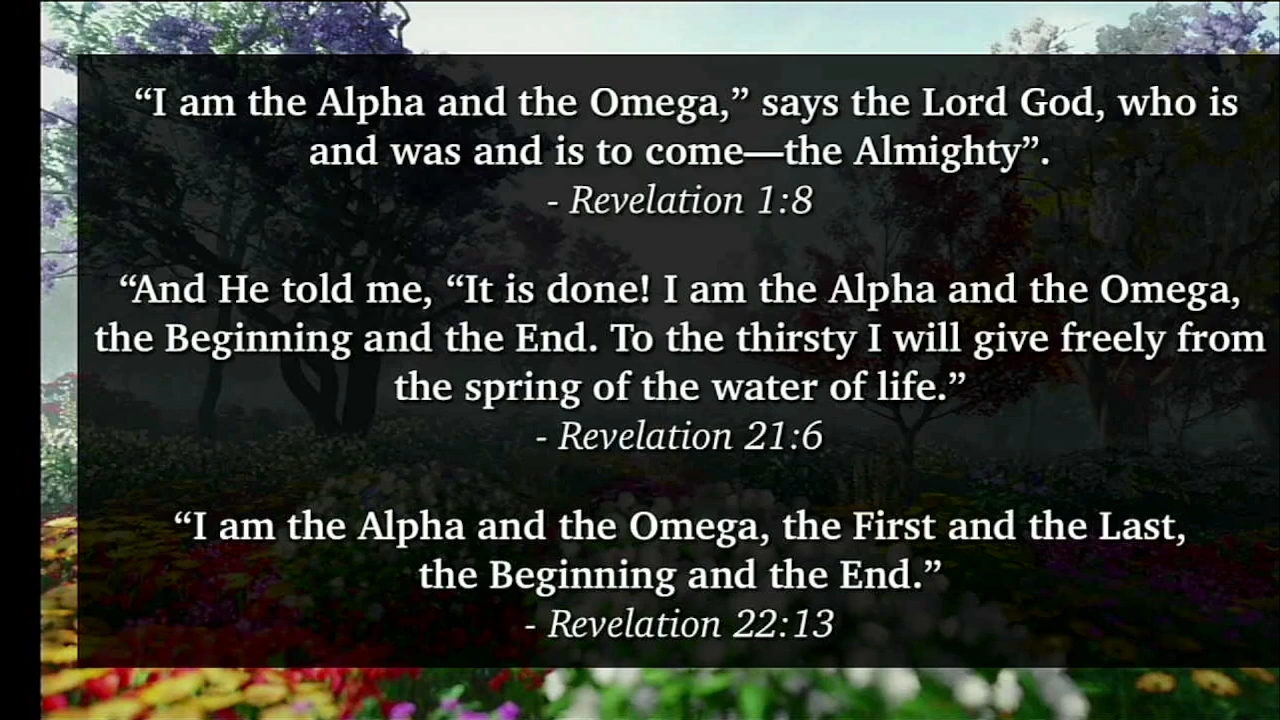 “I am the Alpha and the Omega,” says the Lord God, who is
and was and is to come—the Almighty”.
- Revelation 1:8
“And He told me, “It is done! I am the Alpha and the Omega,
the Beginning and the End. To the thirsty I will give freely from
the spring of the water of life.”
- Revelation 21:6
“I am the Alpha and the Omega, the First and the Last,
the Beginning and the End.”
- Revelation 22:13